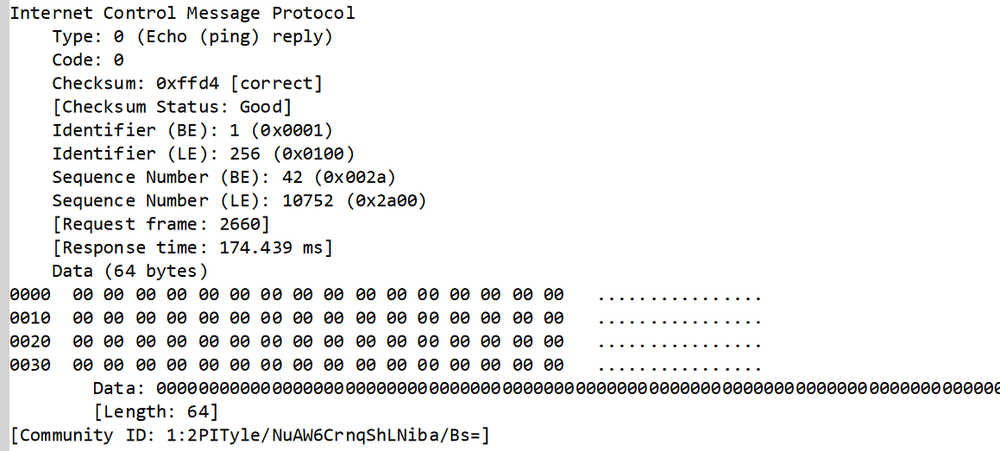 Internet Control Message Protocol
Type: 0 (Echo (ping) reply)
Code: 0
Checksum: 0xffd4 [correct]
[Checksum Status: Good]
Identifier (BE): 1 (0x0001)
Identifier (LE): 256 (0x0100)
Sequence Number (BE): 42 (0x002a)
Sequence Number (LE): 10752 (0x2a00)
[Request frame: 2660]
[Response time: 174.439 ms]
Data (64 bytes)
0000  00 00 00 00 00 00 00 00 00 00 00 00 00 00 00 00   ................
0010  00 00 00 00 00 00 00 00 00 00 00 00 00 00 00 00   ................
0020  00 00 00 00 00 00 00 00 00 00 00 00 00 00 00 00   ................
0030  00 00 00 00 00 00 00 00 00 00 00 00 00 00 00 00   ................
Data: 00000000000000000000000000000000000000000000000000000000000000000000000000000000
[Length: 64]
[Community ID: 1:2PITyle/NuAW6CrnqShLNiba/Bs=]